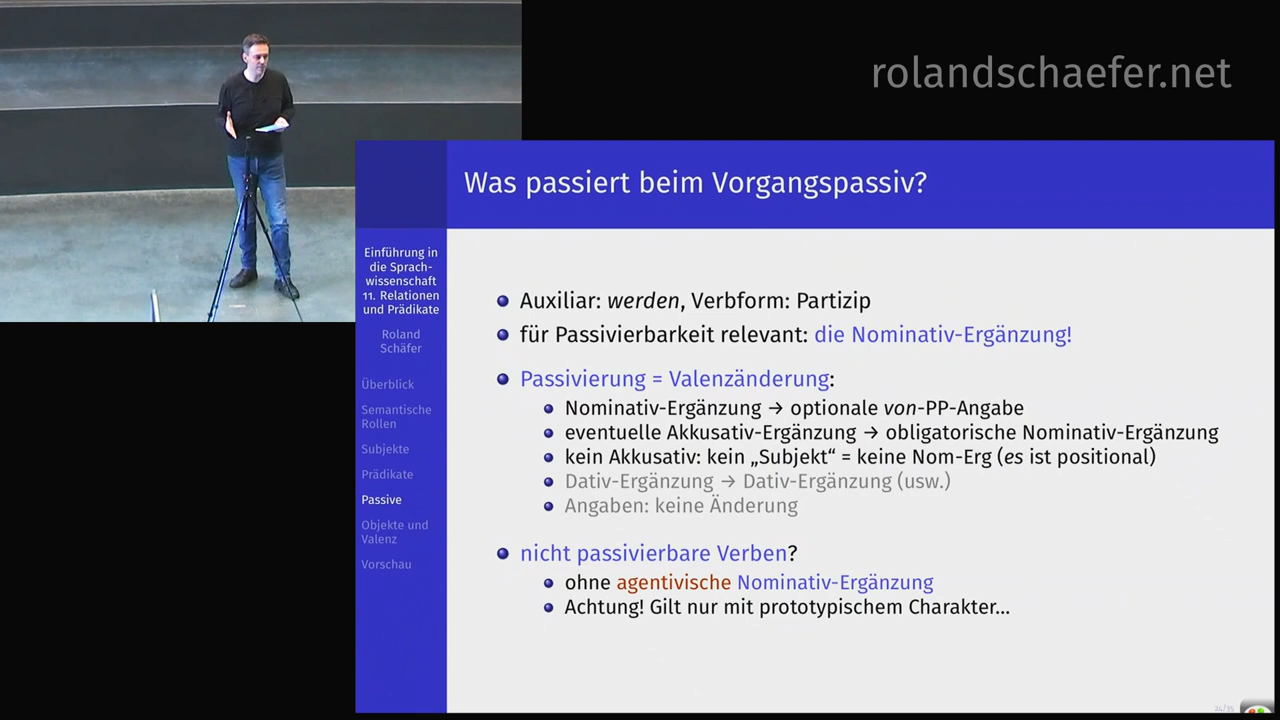 rolandschaefer.net
Was passiert beim Vorgangspassiv?
Einführung in
die Sprach-
wissenschaft
11. Relationen
und Prädikate
Roland
Schäfer
Überblick
Semantische
Rollen
Subjekte
Prädikate
Passive
Objekte und
Valenz
Vorschau
Auxiliar: werden, Verbform: Partizip
für Passivierbarkeit relevant: die Nominativ-Ergänzung!
Passivierung = Valenzänderung:
Nominativ-Ergänzung → optionale von-PP-Angabe
eventuelle Akkusativ-Ergänzung → obligatorische Nominativ-Ergänzung
kein Akkusativ: kein „Subjekt“ = keine Nom-Erg (es ist positional)
Dativ-Ergänzung → Dativ-Ergänzung (usw.)
Angaben: keine Änderung
nicht passivierbare Verben?
ohne agentivische Nominativ-Ergänzung
Achtung! Gilt nur mit prototypischem Charakter…